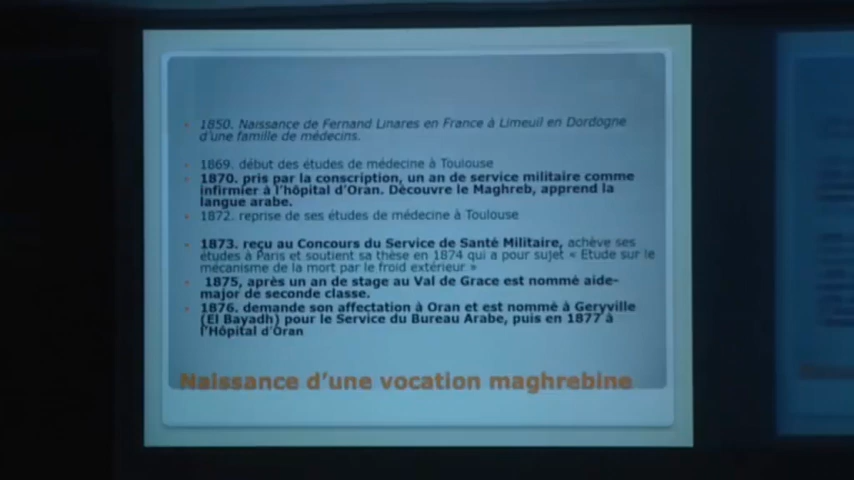 1850. Naissance de Fernand Linares en France à Limeuil en Dordogne
d'une famille de médecins.
1869. début des études de médecine à Toulouse
1870. pris par la conscription, un an de service militaire comme
infirmier à l'hôpital d'Oran. Découvre le Maghreb, apprend la
langue arabe.
1872. reprise de ses études de médecine à Toulouse
1873. reçu au Concours du Service de Santé Militaire, achève ses
études à Paris et soutient sa thèse en 1874 qui a pour sujet « Etude sur le
mécanisme de la mort par le froid extérieur »
1875, après un an de stage au Val de Grace est nommé aide-
major de seconde classe.
1876. demande son affectation à Oran et est nommé à Geryville
(El Bayadh) pour le Service du Bureau Arabe, puis en 1877 à
l'Hôpital d'Oran
Naissance d'une vocation maghrebine